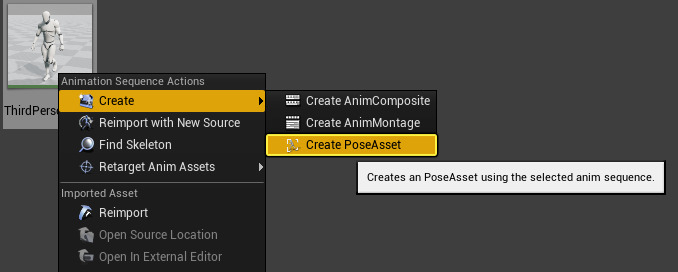 ThirdPerso
Animation Sequence Actions
Create
Reimport with New Source
Find Skeleton
Retarget Anim Assets
Imported Asset
Reimport
Open Source Location
Open In External Editor
Create AnimComposite
Create AnimMontage
Create PoseAsset
Creates an PoseAsset using the selected anim sequence.